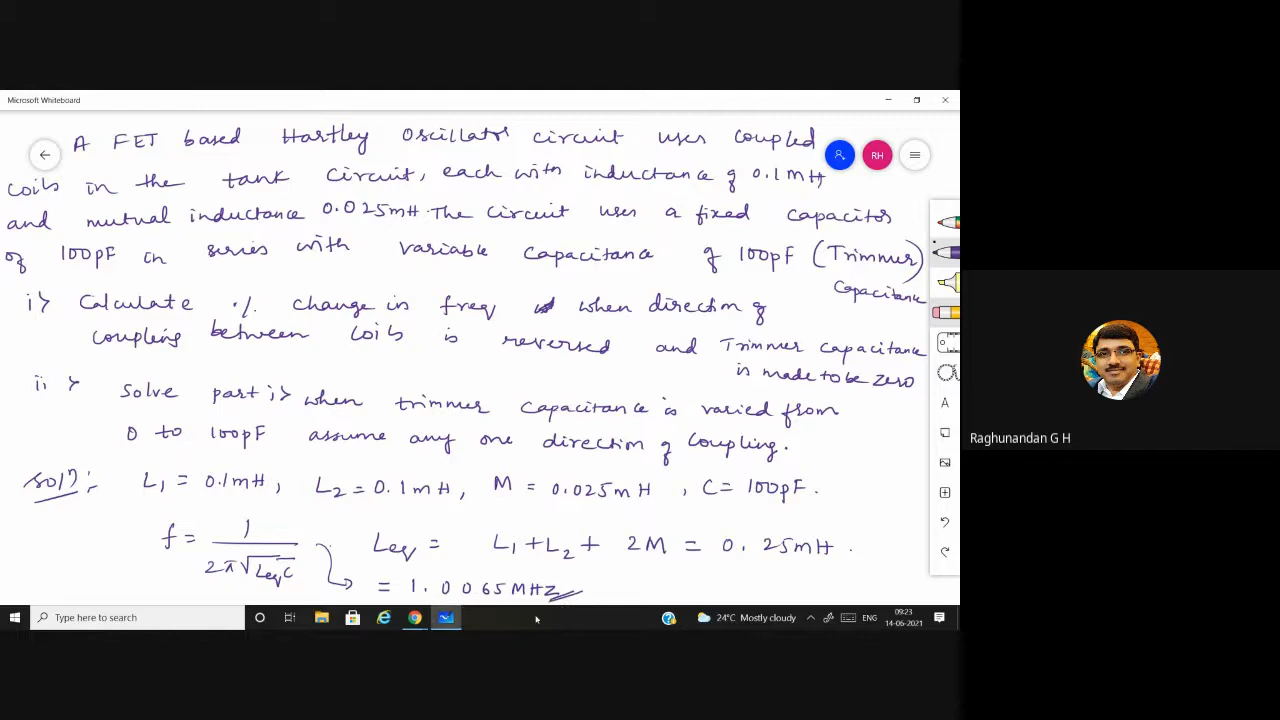 Microsoft Whiteboard
A FET based Hartley Oscillator circuit uses coupled
coils in the tank circuit, each with inductance of 0.1mH,
and mutual inductance 0.025mH. The circuit uses a fixed capacitor
of 100pF in series with variable capacitance of 100pF (Trimmer)
Capacitance
i> Calculate % change in freq when direction of
coupling between coils is reversed and Trimmer capacitance
is made to be zero
ii> Solve part i> when trimmer capacitance is varied from
0 to 100pF assume any one direction of coupling.
Soln:
L1 = 0.1mH, L2 = 0.1mH, M = 0.025mH, C = 100pF.
f = 1 / 2π√LeqC Leq = L1 + L2 + 2M = 0.25mH.
= 1.0065MHz
RH
A
Raghunandan G H
Type here to search
24°C Mostly cloudy
ENG
09:23
14-06-2021